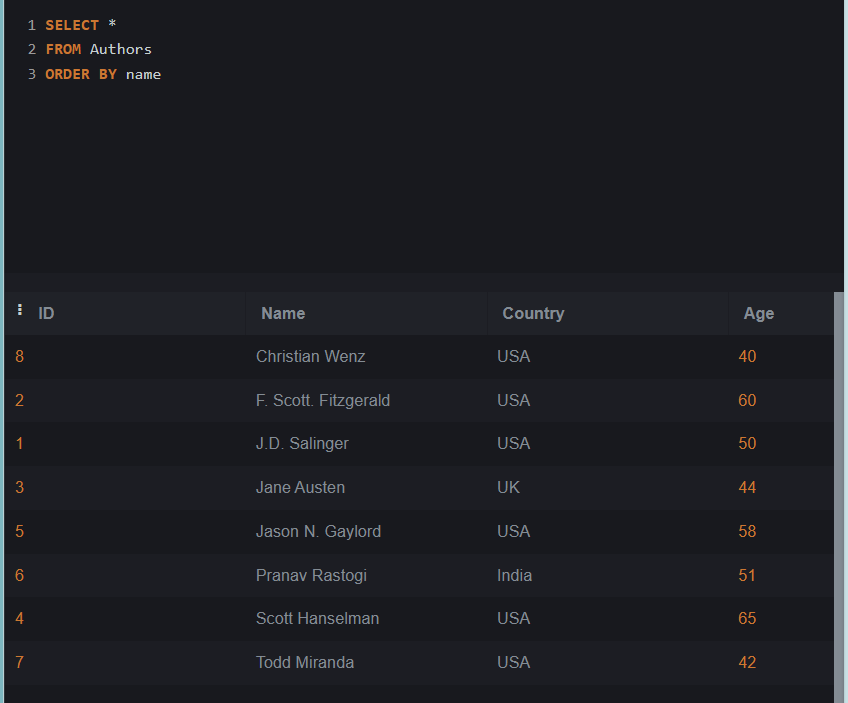 1 SELECT *
2 FROM Authors
3 ORDER BY name
ID Name Country Age
8 Christian Wenz USA 40
2 F. Scott. Fitzgerald USA 60
1 J.D. Salinger USA 50
3 Jane Austen UK 44
5 Jason N. Gaylord USA 58
6 Pranav Rastogi India 51
4 Scott Hanselman USA 65
7 Todd Miranda USA 42